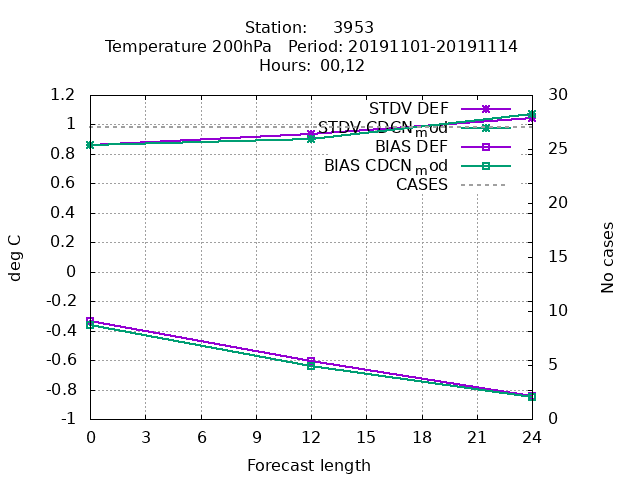 Station: 3953
Temperature 200hPa Period: 20191101-20191114
Hours: 00,12
STDV DEF
STDV CDCNmod
BIAS DEF
BIAS CDCNmod
CASES
1.2
1
0.8
0.6
0.4
0.2
0
-0.2
-0.4
-0.6
-0.8
-1
deg C
30
25
20
15
10
5
0
No cases
0 3 6 9 12 15 18 21 24
Forecast length